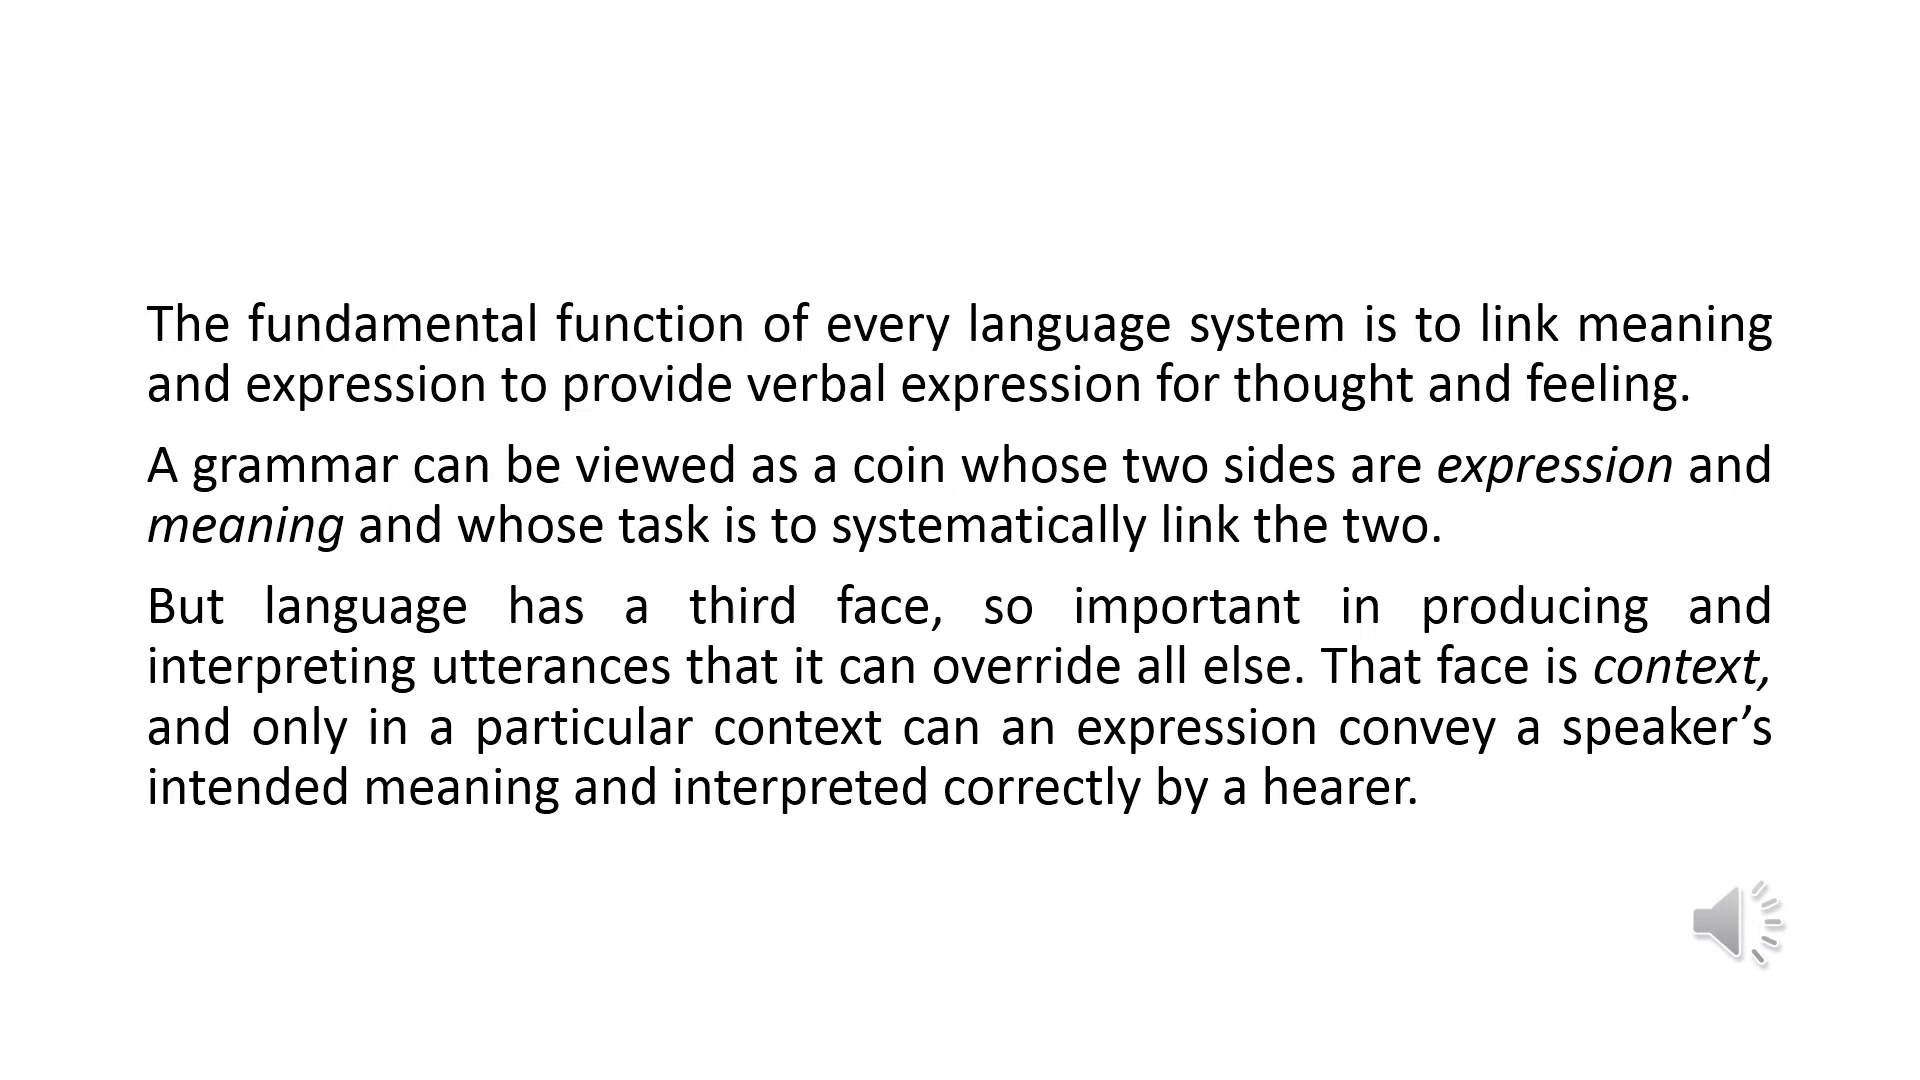 The fundamental function of every language system is to link meaning
and expression to provide verbal expression for thought and feeling.
A grammar can be viewed as a coin whose two sides are expression and
meaning and whose task is to systematically link the two.
But language has a third face, so important in producing and
interpreting utterances that it can override all else. That face is context,
and only in a particular context can an expression convey a speaker’s
intended meaning and interpreted correctly by a hearer.